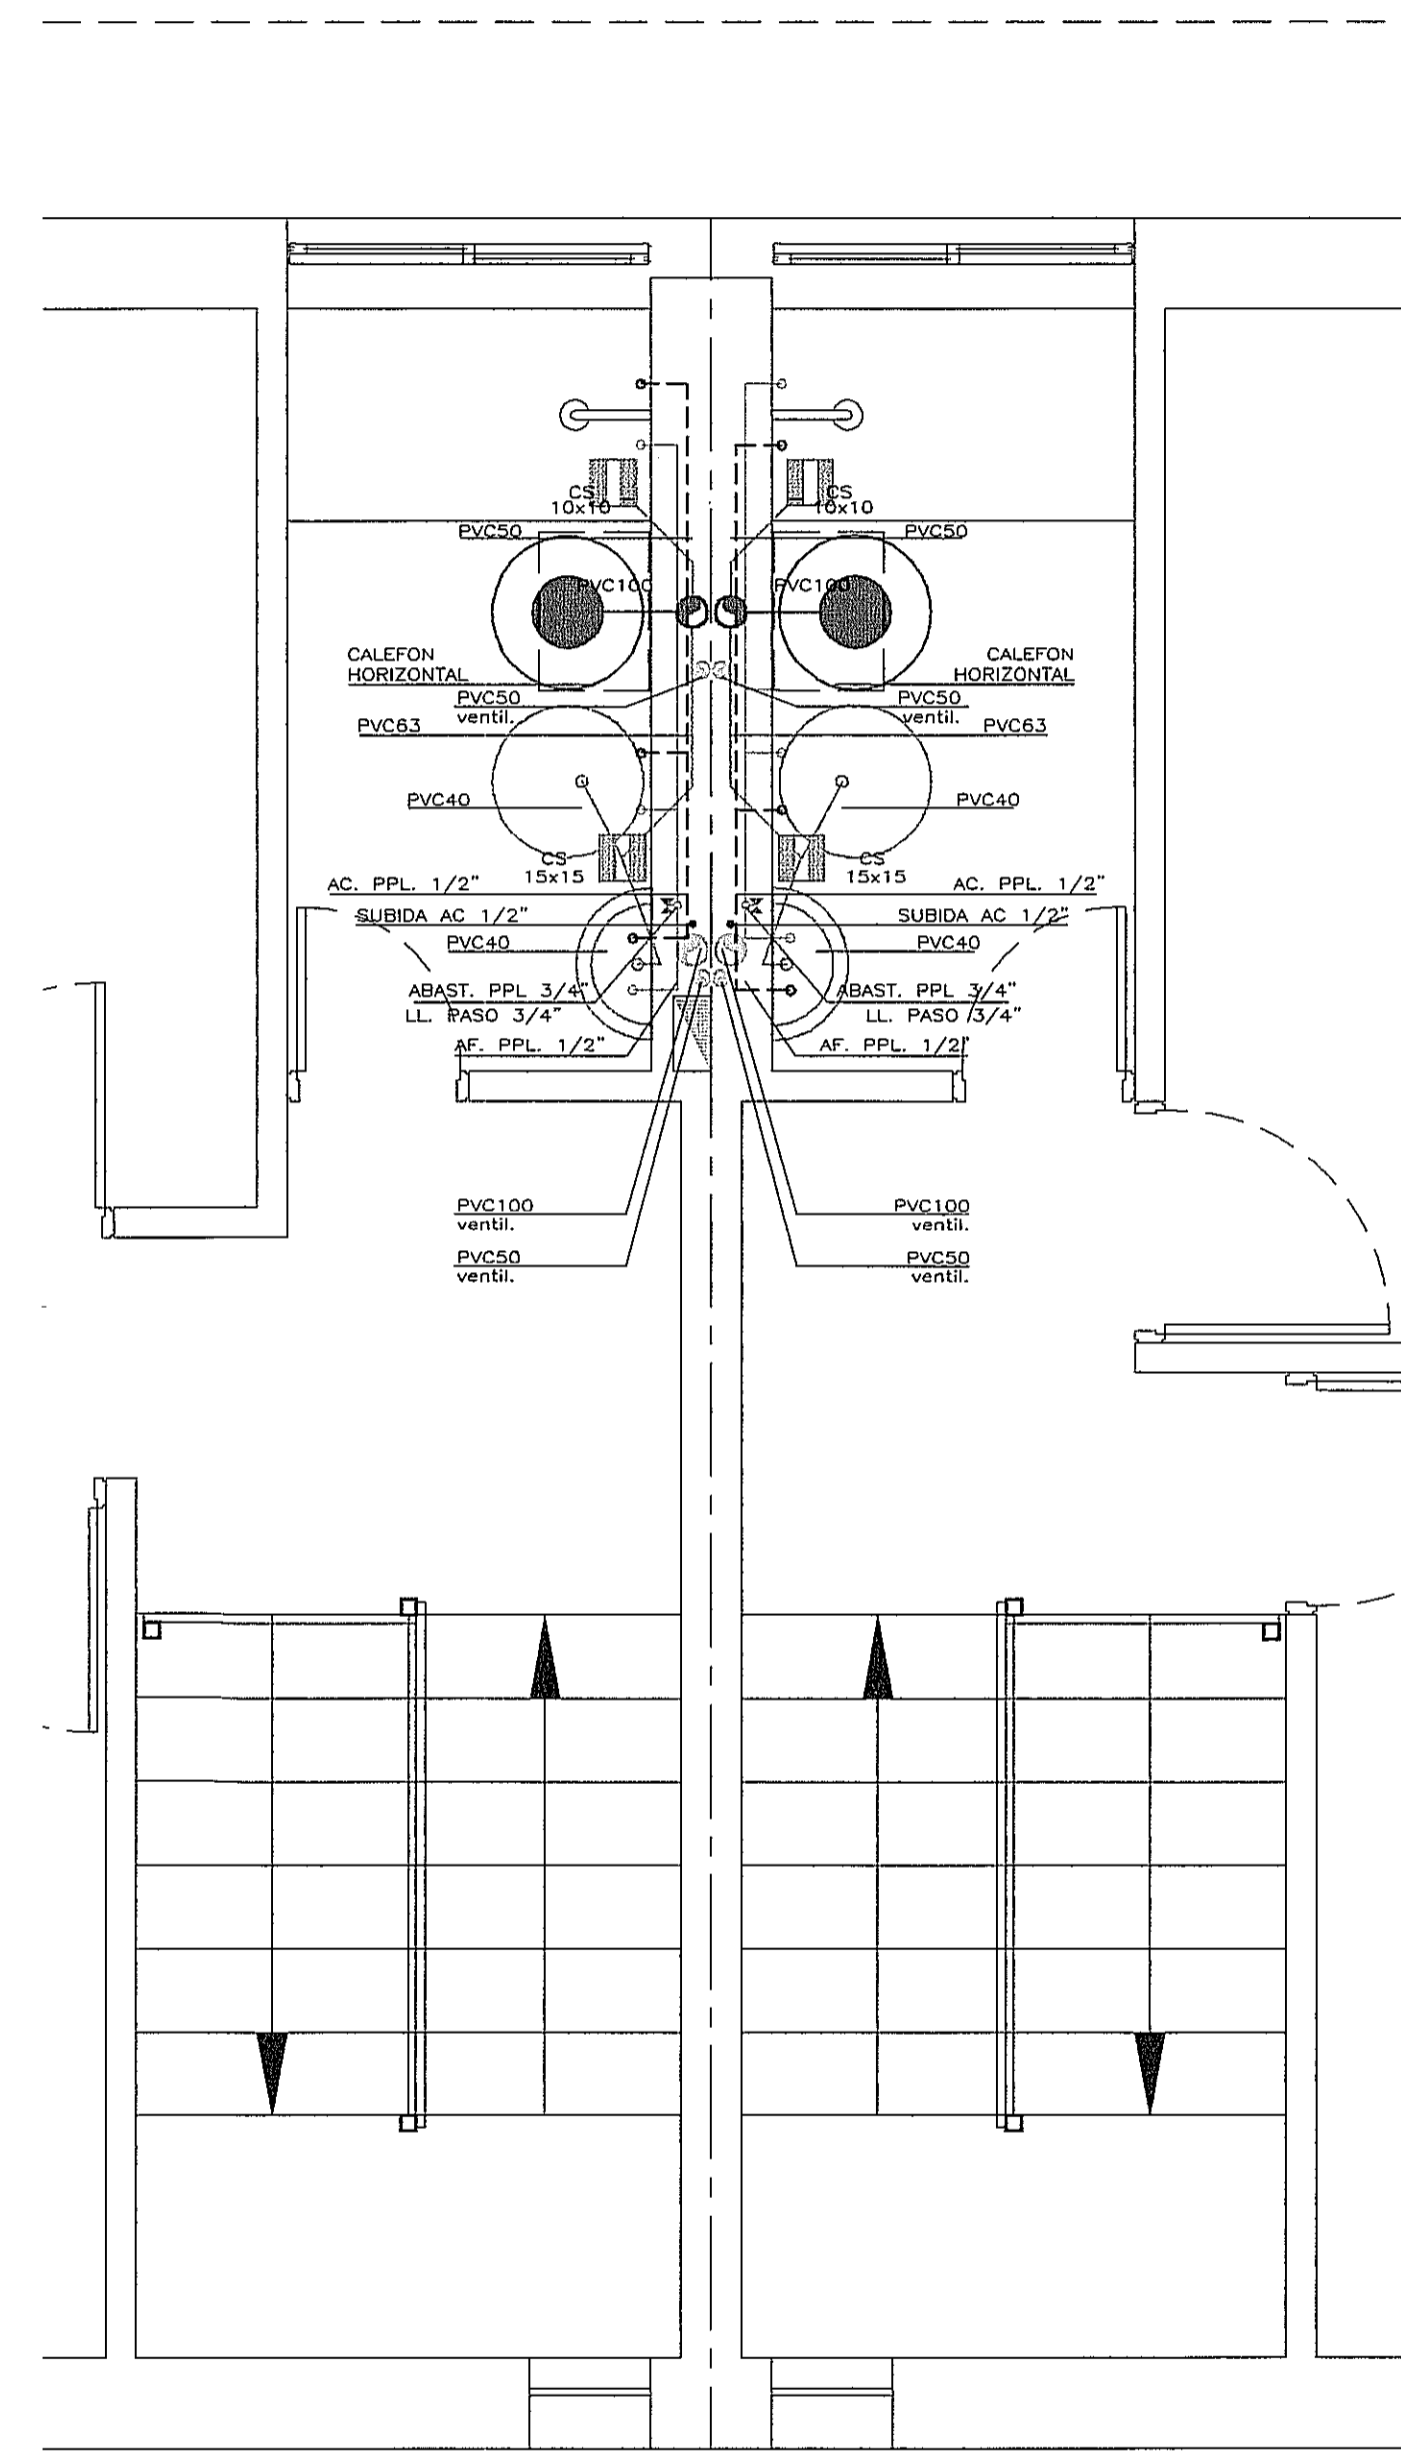 CS
10x10
CS
10x10
PVC50
PVC50
PVC100
PVC100
CALEFON
HORIZONTAL
CALEFON
HORIZONTAL
PVC50
ventil.
PVC50
ventil.
PVC63
PVC63
PVC40
PVC40
CS
15x15
CS
15x15
AC. PPL. 1/2"
AC. PPL. 1/2"
SUBIDA AC 1/2"
SUBIDA AC 1/2"
PVC40
PVC40
ABAST. PPL 3/4"
LL. PASO 3/4"
ABAST. PPL 3/4"
LL. PASO 3/4"
AF. PPL. 1/2"
AF. PPL. 1/2"
PVC100
ventil.
PVC100
ventil.
PVC50
ventil.
PVC50
ventil.